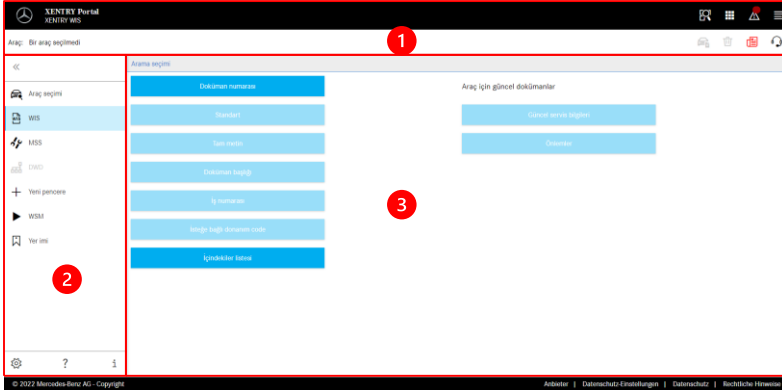 XENTRY Portal
XENTRY WIS
Araç: Bir araç seçilmedi
1
Arama seçimi
Araç seçimi
WIS
MSS
DWD
Yeni pencere
WSM
Yer imi
2
Doküman numarası
Standart
Tam metin
Doküman başlığı
İş numarası
İsteğe bağlı donanım code
İçindekiler listesi
Araç için güncel dokümanlar
Güncel servis bilgileri
Önlemler
3
? i
© 2022 Mercedes-Benz AG - Copyright
Anbieter | Datenschutz-Einstellungen | Datenschutz | Rechtliche Hinweise